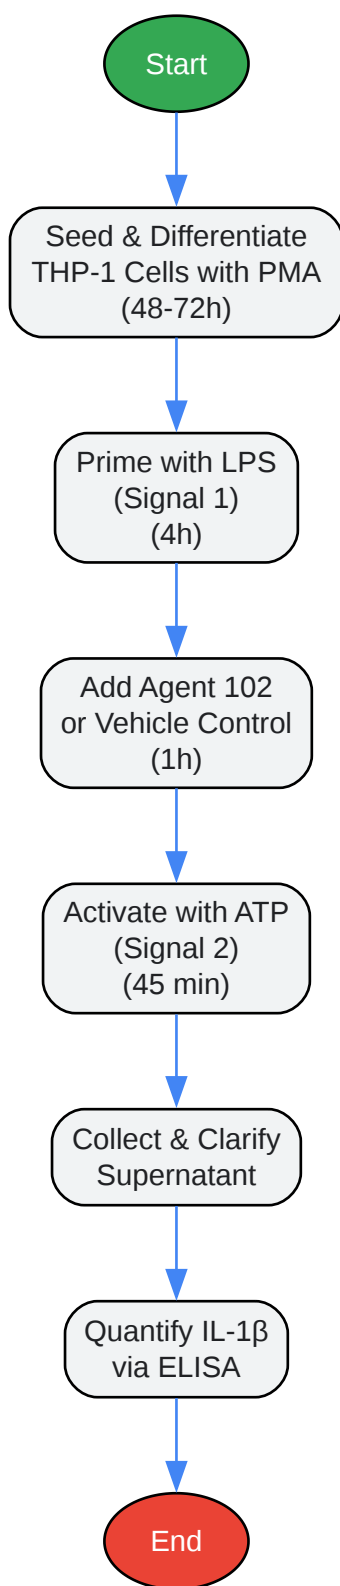 Start
Seed & Differentiate
THP-1 Cells with PMA
(48-72h)
Prime with LPS
(Signal 1)
(4h)
Add Agent 102
or Vehicle Control
(1h)
Activate with ATP
(Signal 2)
(45 min)
Collect & Clarify
Supernatant
Quantify IL-1β
via ELISA
End